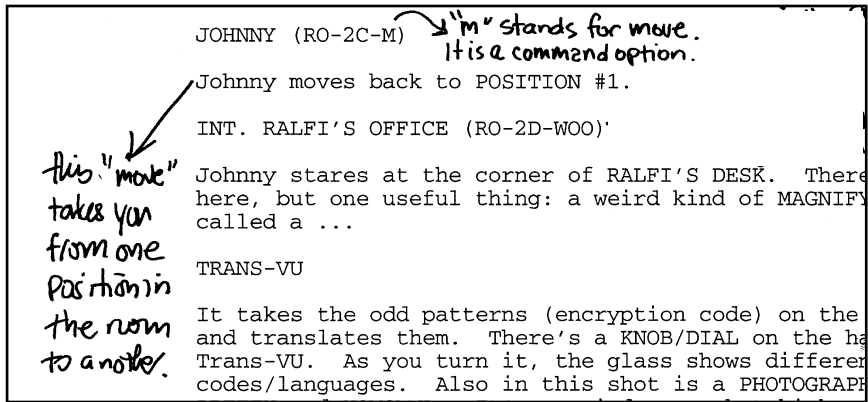 JOHNNY (RO-2C-M)
"m" stands for move.
It is a command option.
Johnny moves back to POSITION #1.
INT. RALFI'S OFFICE (RO-2D-WOO)
this "move"
takes you
from one
position in
the room
to another.
Johnny stares at the corner of RALFI'S DESK. There
here, but one useful thing: a weird kind of MAGNIFY
called a ...
TRANS-VU
It takes the odd patterns (encryption code) on the
and translates them. There's a KNOB/DIAL on the ha
Trans-VU. As you turn it, the glass shows differen
codes/languages. Also in this shot is a PHOTOGRAPH